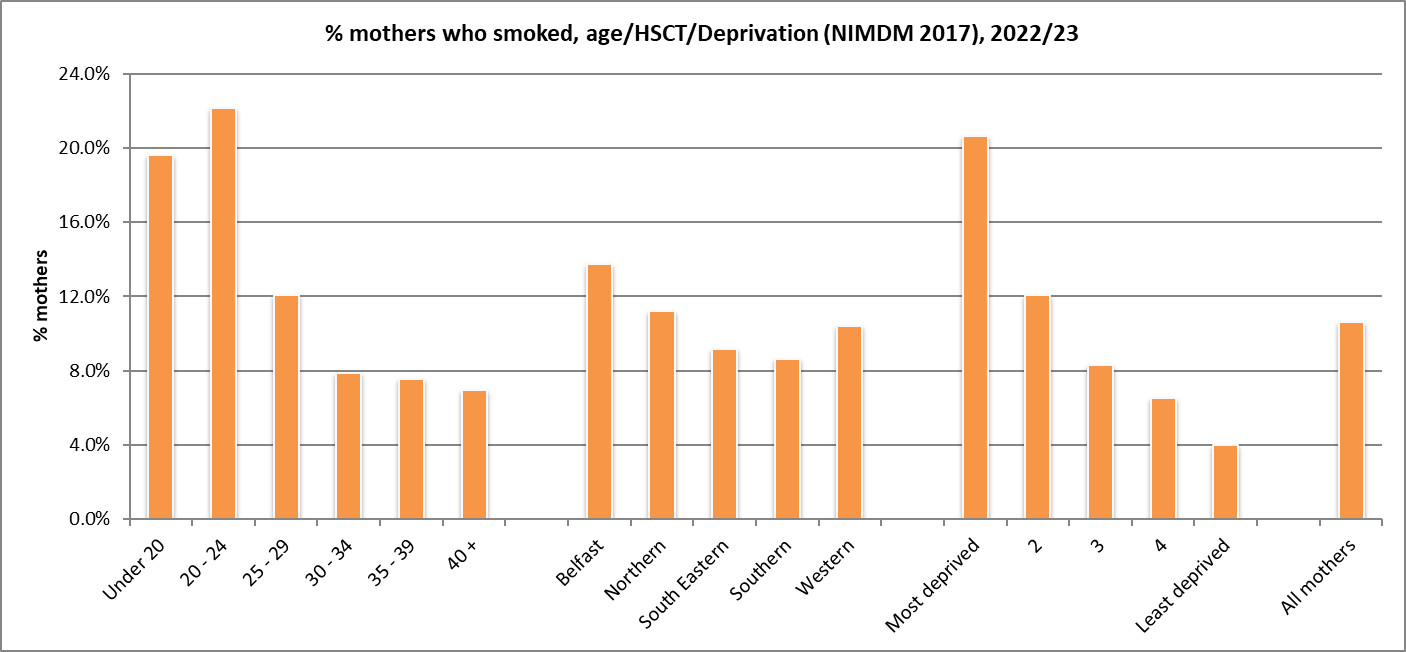 % mothers who smoked, age/HSCT/Deprivation (NIMDM 2017), 2022/23
24.0%
20.0%
16.0%
12.0%
8.0%
4.0%
0.0%
% mothers
Under 20
20 - 24
25 - 29
30 - 34
35 - 39
40 +
Belfast
Northern
South Eastern
Southern
Western
Most deprived
2
3
4
Least deprived
All mothers